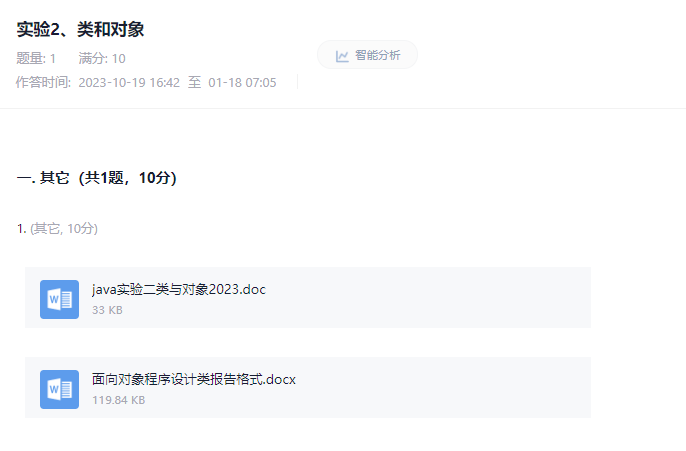 实验2、类和对象
题量: 1 满分: 10
智能分析
作答时间: 2023-10-19 16:42 至 01-18 07:05
一. 其它（共1题，10分）
1. (其它, 10分)
W
java实验二类与对象2023.doc
33 KB
W
面向对象程序设计类报告格式.docx
119.84 KB